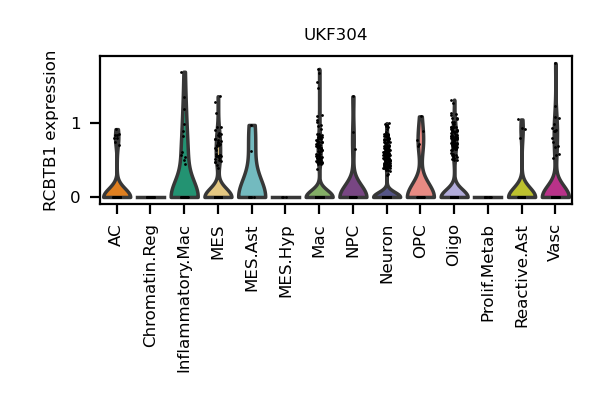 UKF304
RCBTB1 expression
1
0
AC
Chromatin.Reg
Inflammatory.Mac
MES
MES.Ast
MES.Hyp
Mac
NPC
Neuron
OPC
Oligo
Prolif.Metab
Reactive.Ast
Vasc